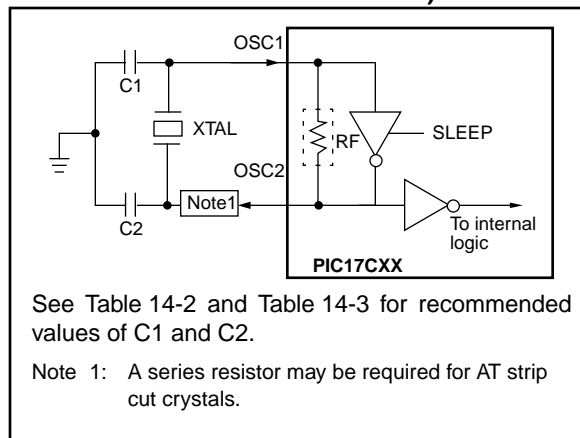 OSC1
C1
XTAL
RF
SLEEP
OSC2
Note1
C2
To internal
logic
PIC17CXX
See Table 14-2 and Table 14-3 for recommended
values of C1 and C2.
Note 1: A series resistor may be required for AT strip
cut crystals.